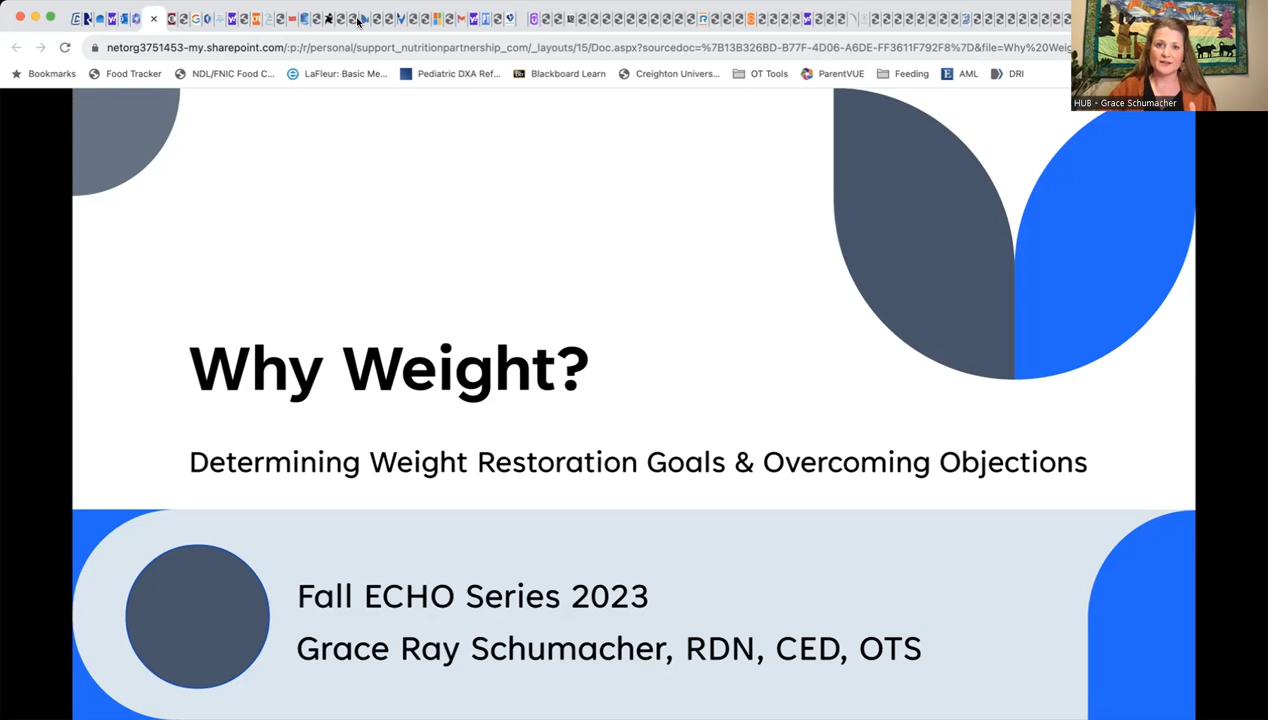 netorg3751453-my.sharepoint.com/:p:/r/personal/support_nutritionpartnership_com/_layouts/15/Doc.aspx?sourcedoc=%7B13B326BD-B77F-4D06-A6DE-FF3611F792F8%7D&file=Why%20Weig
Bookmarks
Food Tracker
NDL/FNIC Food C...
LaFleur: Basic Me...
Pediatric DXA Ref...
Blackboard Learn
Creighton Univers...
OT Tools
ParentVUE
Feeding
AML
DRI
HUB - Grace Schumacher
Why Weight?
Determining Weight Restoration Goals & Overcoming Objections
Fall ECHO Series 2023
Grace Ray Schumacher, RDN, CED, OTS